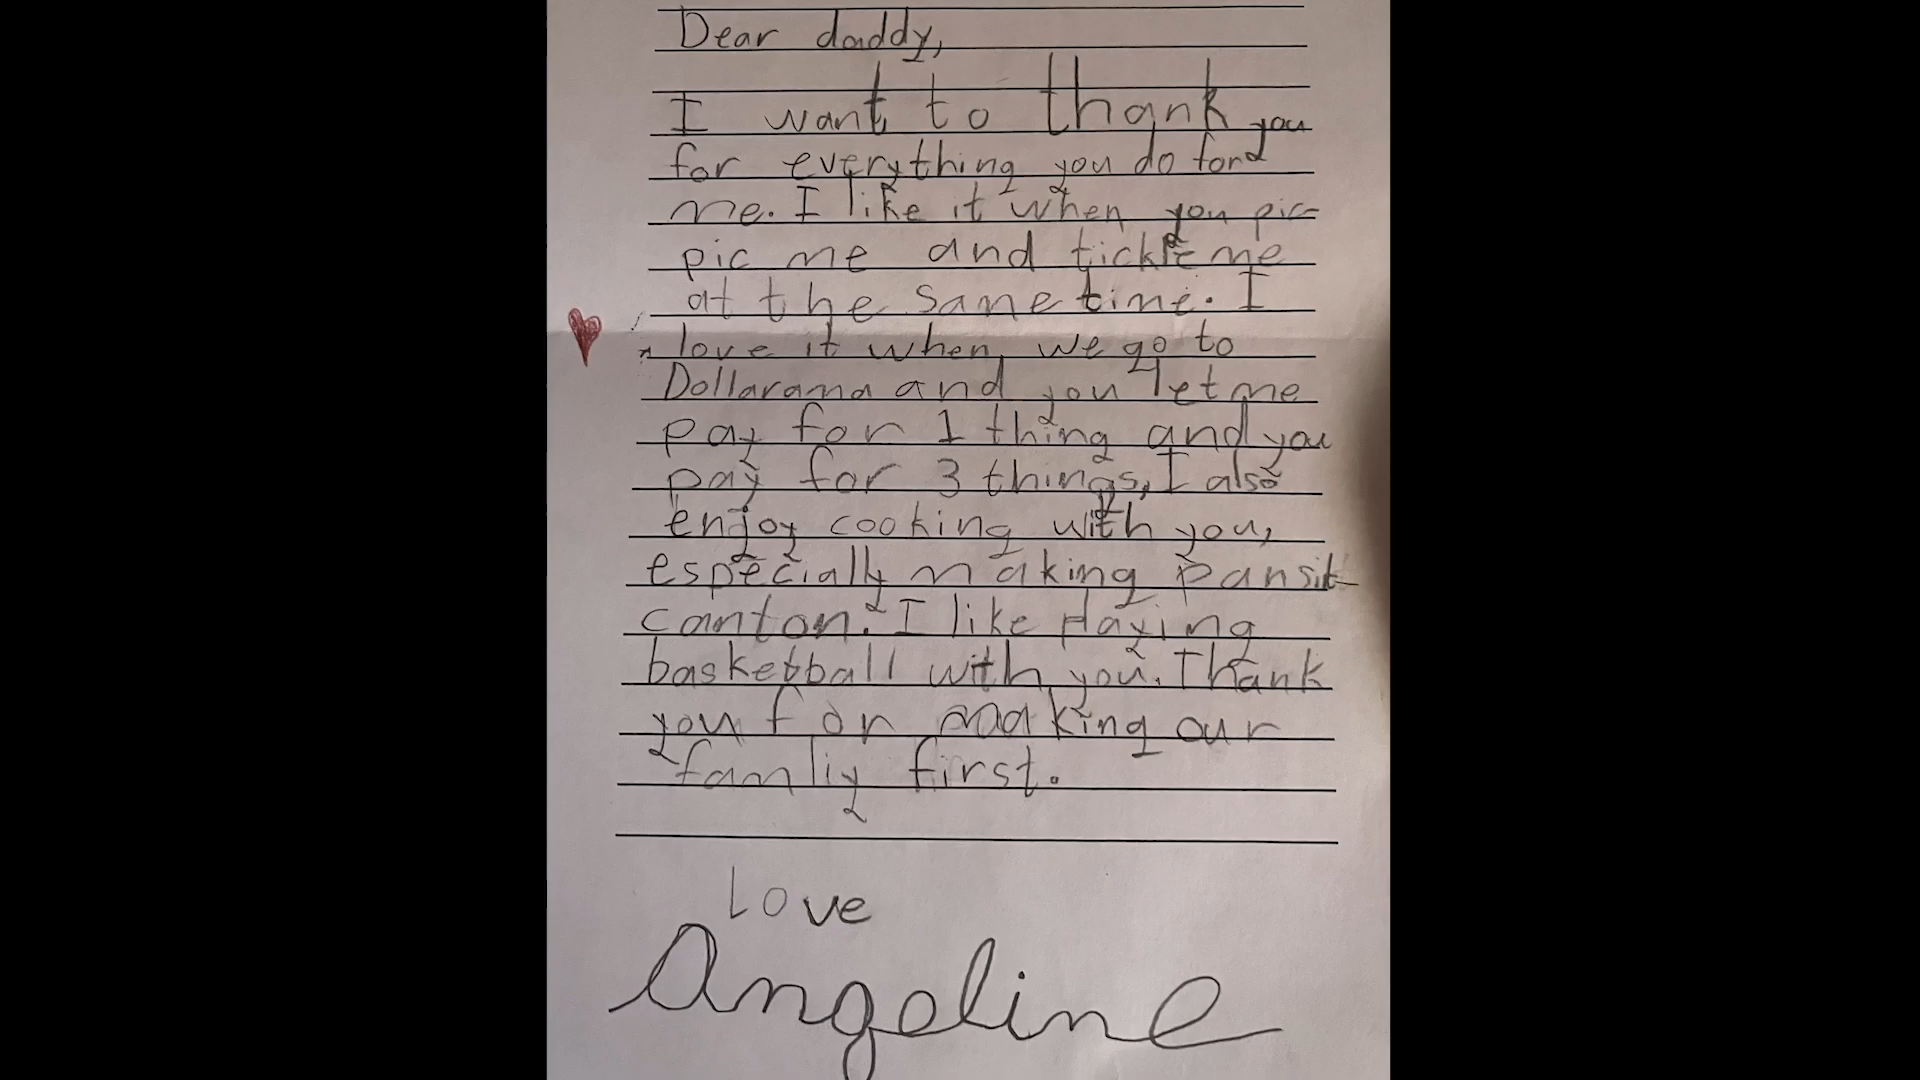 Dear daddy,
I want to thank you
for everything you do for
me. I like it when you pic
pic me and tickle me
at the same time. I
love it when we go to
Dollarama and you let me
pay for 1 thing and you
pay for 3 things, I also
enjoy cooking with you,
especially making pansit
canton. I like playing
basketball with you. Thank
you for making our
famliy first.
Love
Angeline